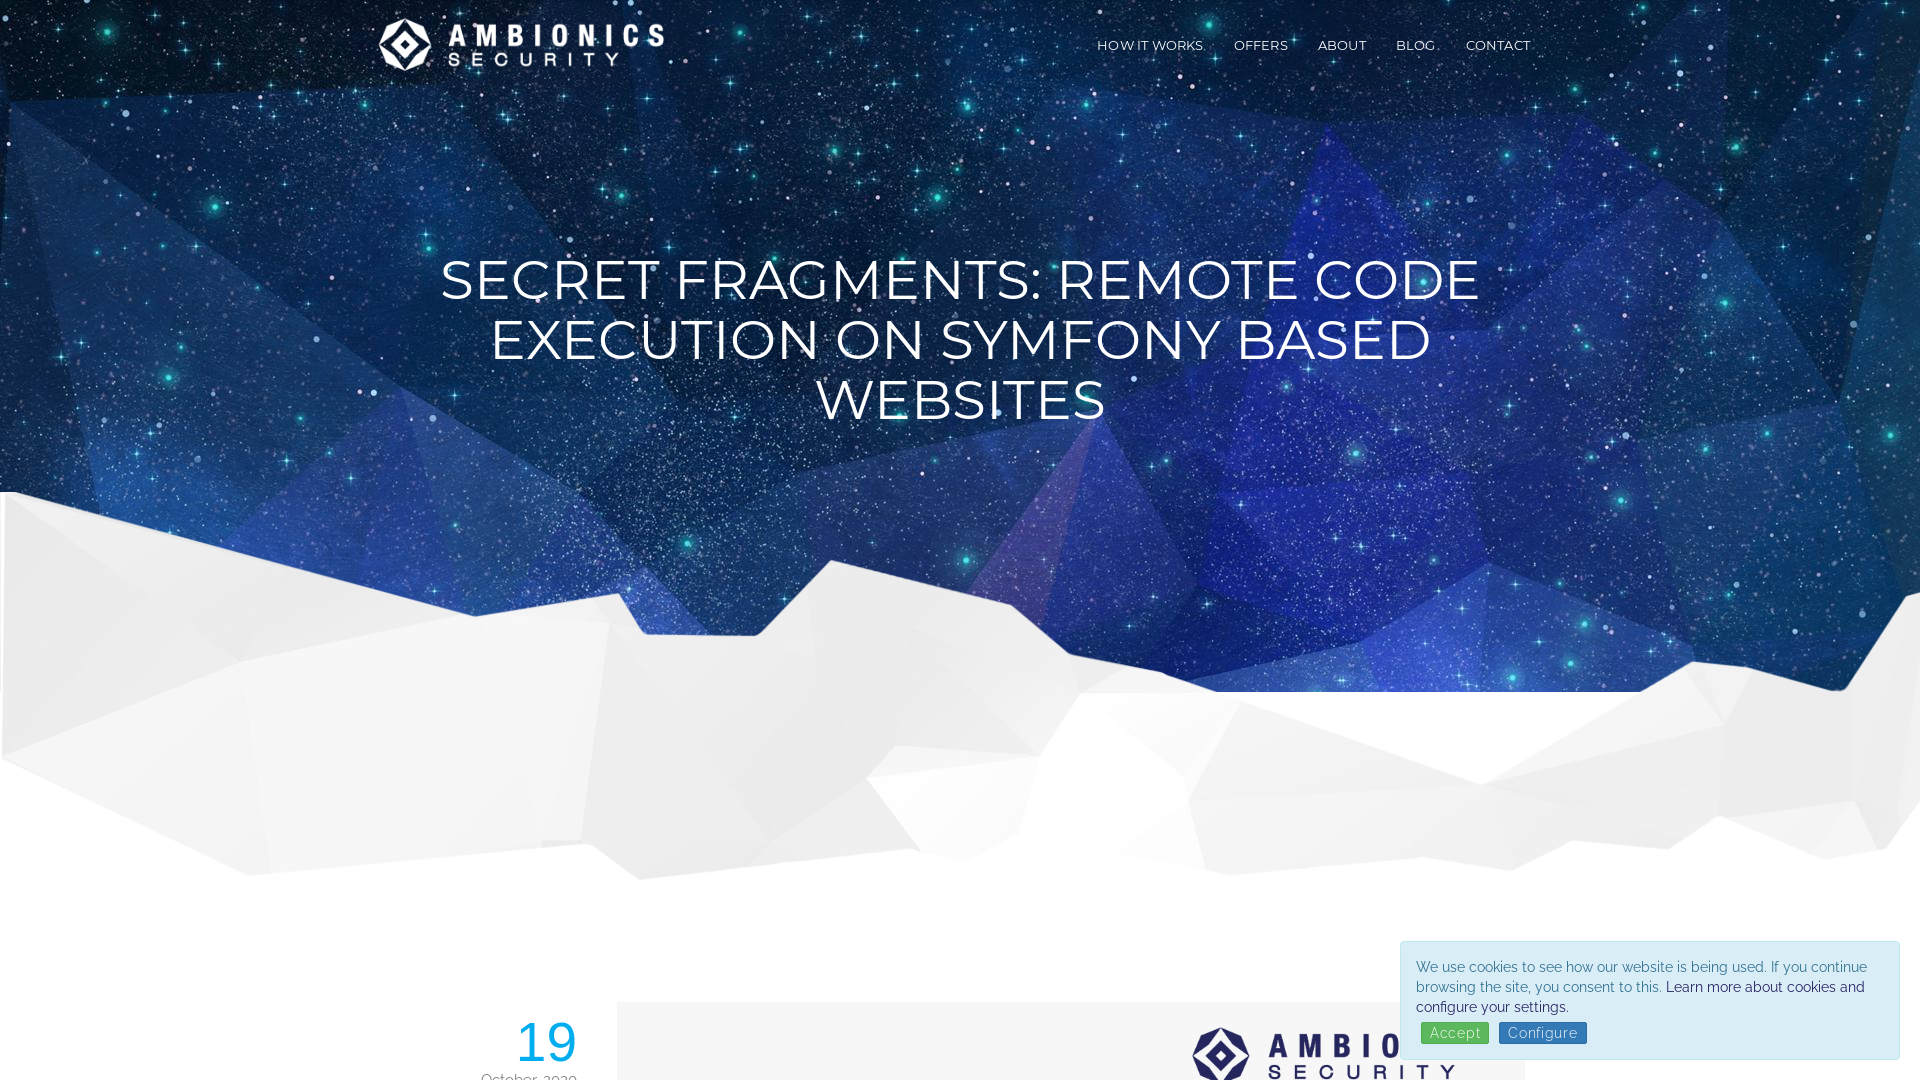 AMBIONICS
SECURITY
HOW IT WORKS
OFFERS
ABOUT
BLOG
CONTACT
SECRET FRAGMENTS: REMOTE CODE
EXECUTION ON SYMFONY BASED
WEBSITES
19
October, 2020
AMBIO
SECURITY
We use cookies to see how our website is being used. If you continue
browsing the site, you consent to this. Learn more about cookies and
configure your settings.
Accept
Configure